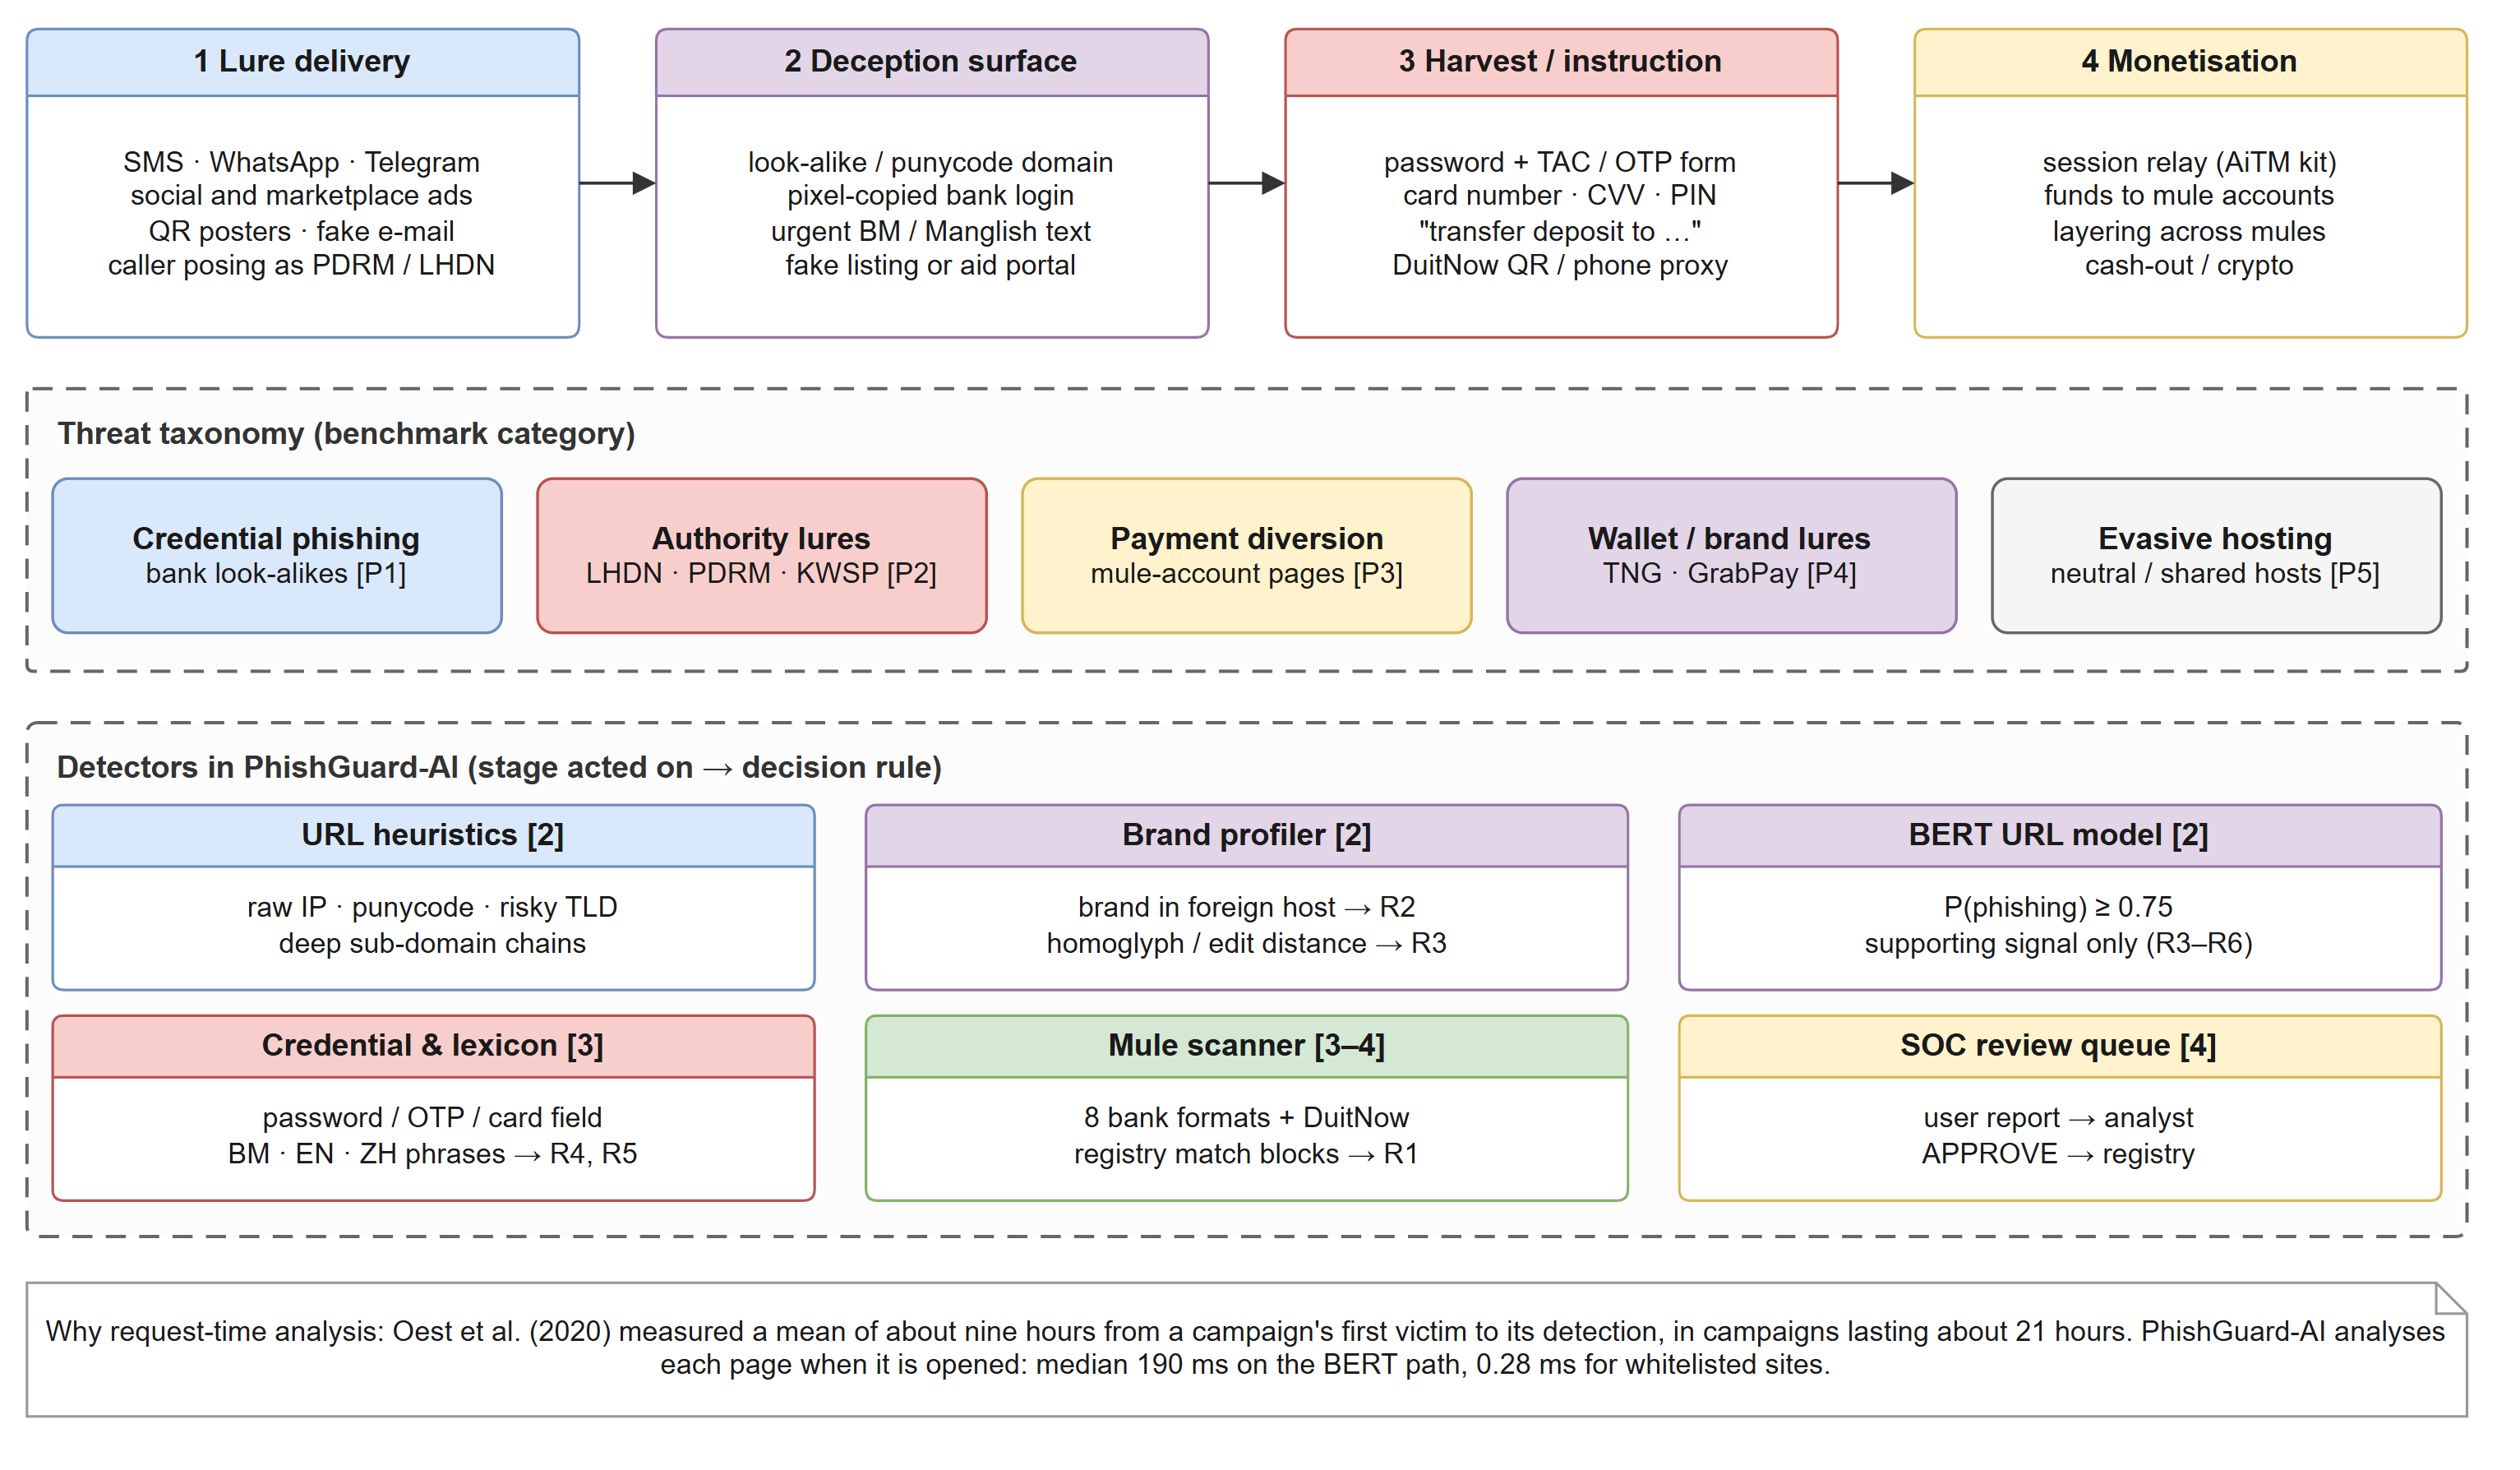 1 Lure delivery
SMS · WhatsApp · Telegram
social and marketplace ads
QR posters · fake e-mail
caller posing as PDRM / LHDN
2 Deception surface
look-alike / punycode domain
pixel-copied bank login
urgent BM / Manglish text
fake listing or aid portal
3 Harvest / instruction
password + TAC / OTP form
card number · CVV · PIN
"transfer deposit to …"
DuitNow QR / phone proxy
4 Monetisation
session relay (AiTM kit)
funds to mule accounts
layering across mules
cash-out / crypto
Threat taxonomy (benchmark category)
Credential phishing
bank look-alikes [P1]
Authority lures
LHDN · PDRM · KWSP [P2]
Payment diversion
mule-account pages [P3]
Wallet / brand lures
TNG · GrabPay [P4]
Evasive hosting
neutral / shared hosts [P5]
Detectors in PhishGuard-AI (stage acted on → decision rule)
URL heuristics [2]
raw IP · punycode · risky TLD
deep sub-domain chains
Brand profiler [2]
brand in foreign host → R2
homoglyph / edit distance → R3
BERT URL model [2]
P(phishing) ≥ 0.75
supporting signal only (R3–R6)
Credential & lexicon [3]
password / OTP / card field
BM · EN · ZH phrases → R4, R5
Mule scanner [3–4]
8 bank formats + DuitNow
registry match blocks → R1
SOC review queue [4]
user report → analyst
APPROVE → registry
Why request-time analysis: Oest et al. (2020) measured a mean of about nine hours from a campaign's first victim to its detection, in campaigns lasting about 21 hours. PhishGuard-AI analyses
each page when it is opened: median 190 ms on the BERT path, 0.28 ms for whitelisted sites.